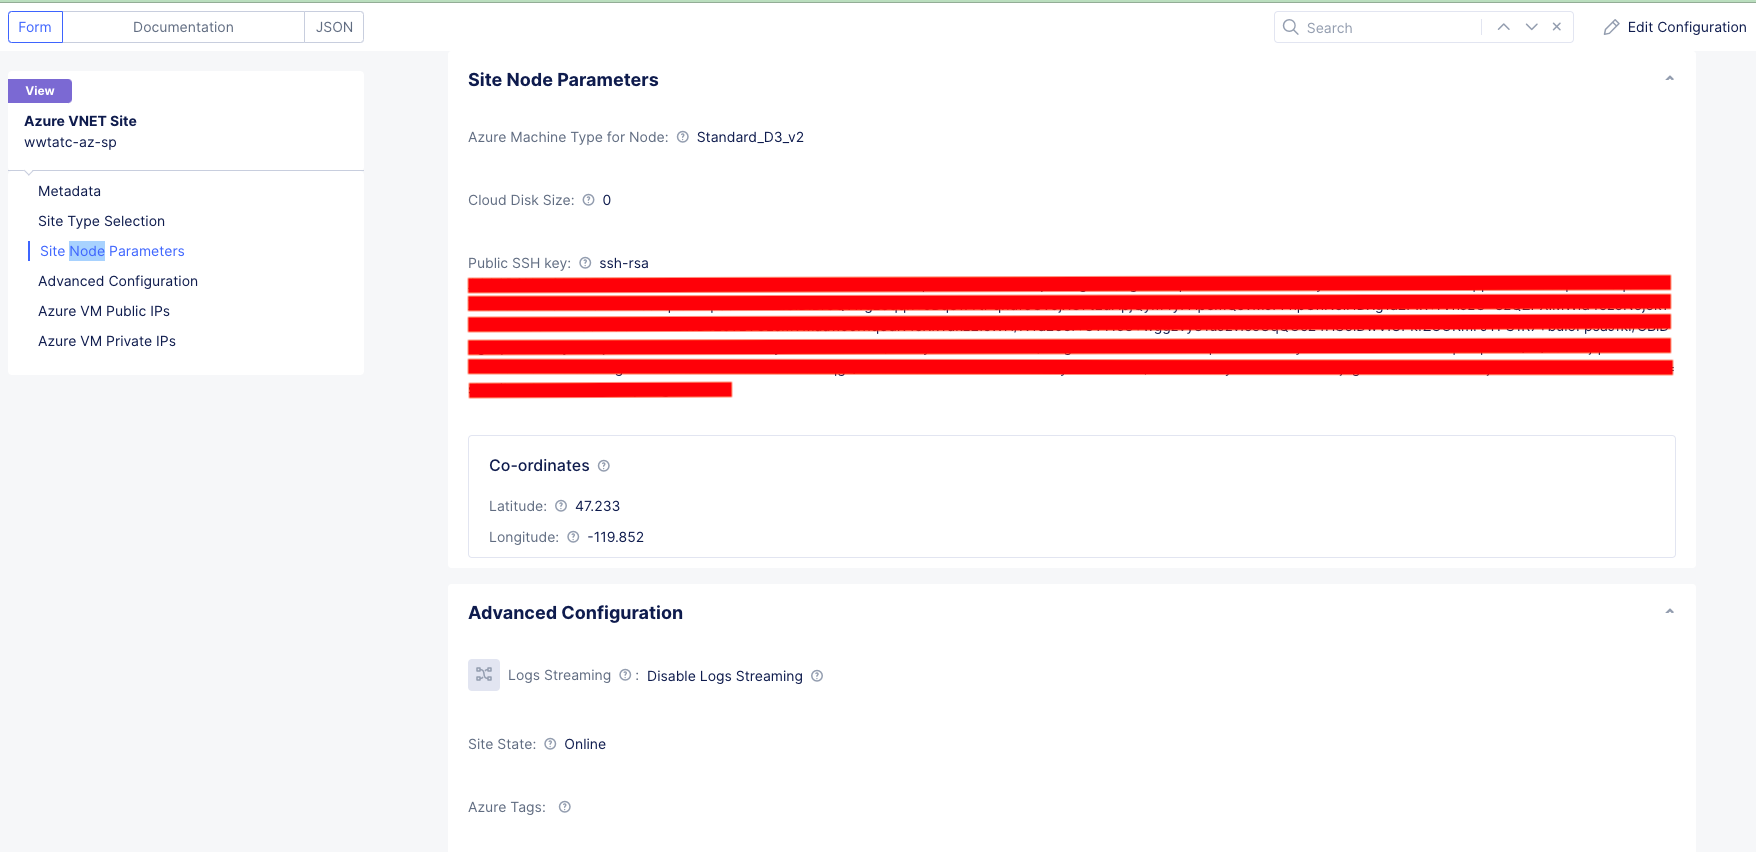 Form
Documentation
JSON
Search
Edit Configuration
View
Azure VNET Site
wwtatc-az-sp
Metadata
Site Type Selection
Site Node Parameters
Advanced Configuration
Azure VM Public IPs
Azure VM Private IPs
Site Node Parameters
Azure Machine Type for Node: Standard_D3_v2
Cloud Disk Size: 0
Public SSH key: ssh-rsa
Co-ordinates
Latitude: 47.233
Longitude: -119.852
Advanced Configuration
Logs Streaming : Disable Logs Streaming
Site State: Online
Azure Tags: